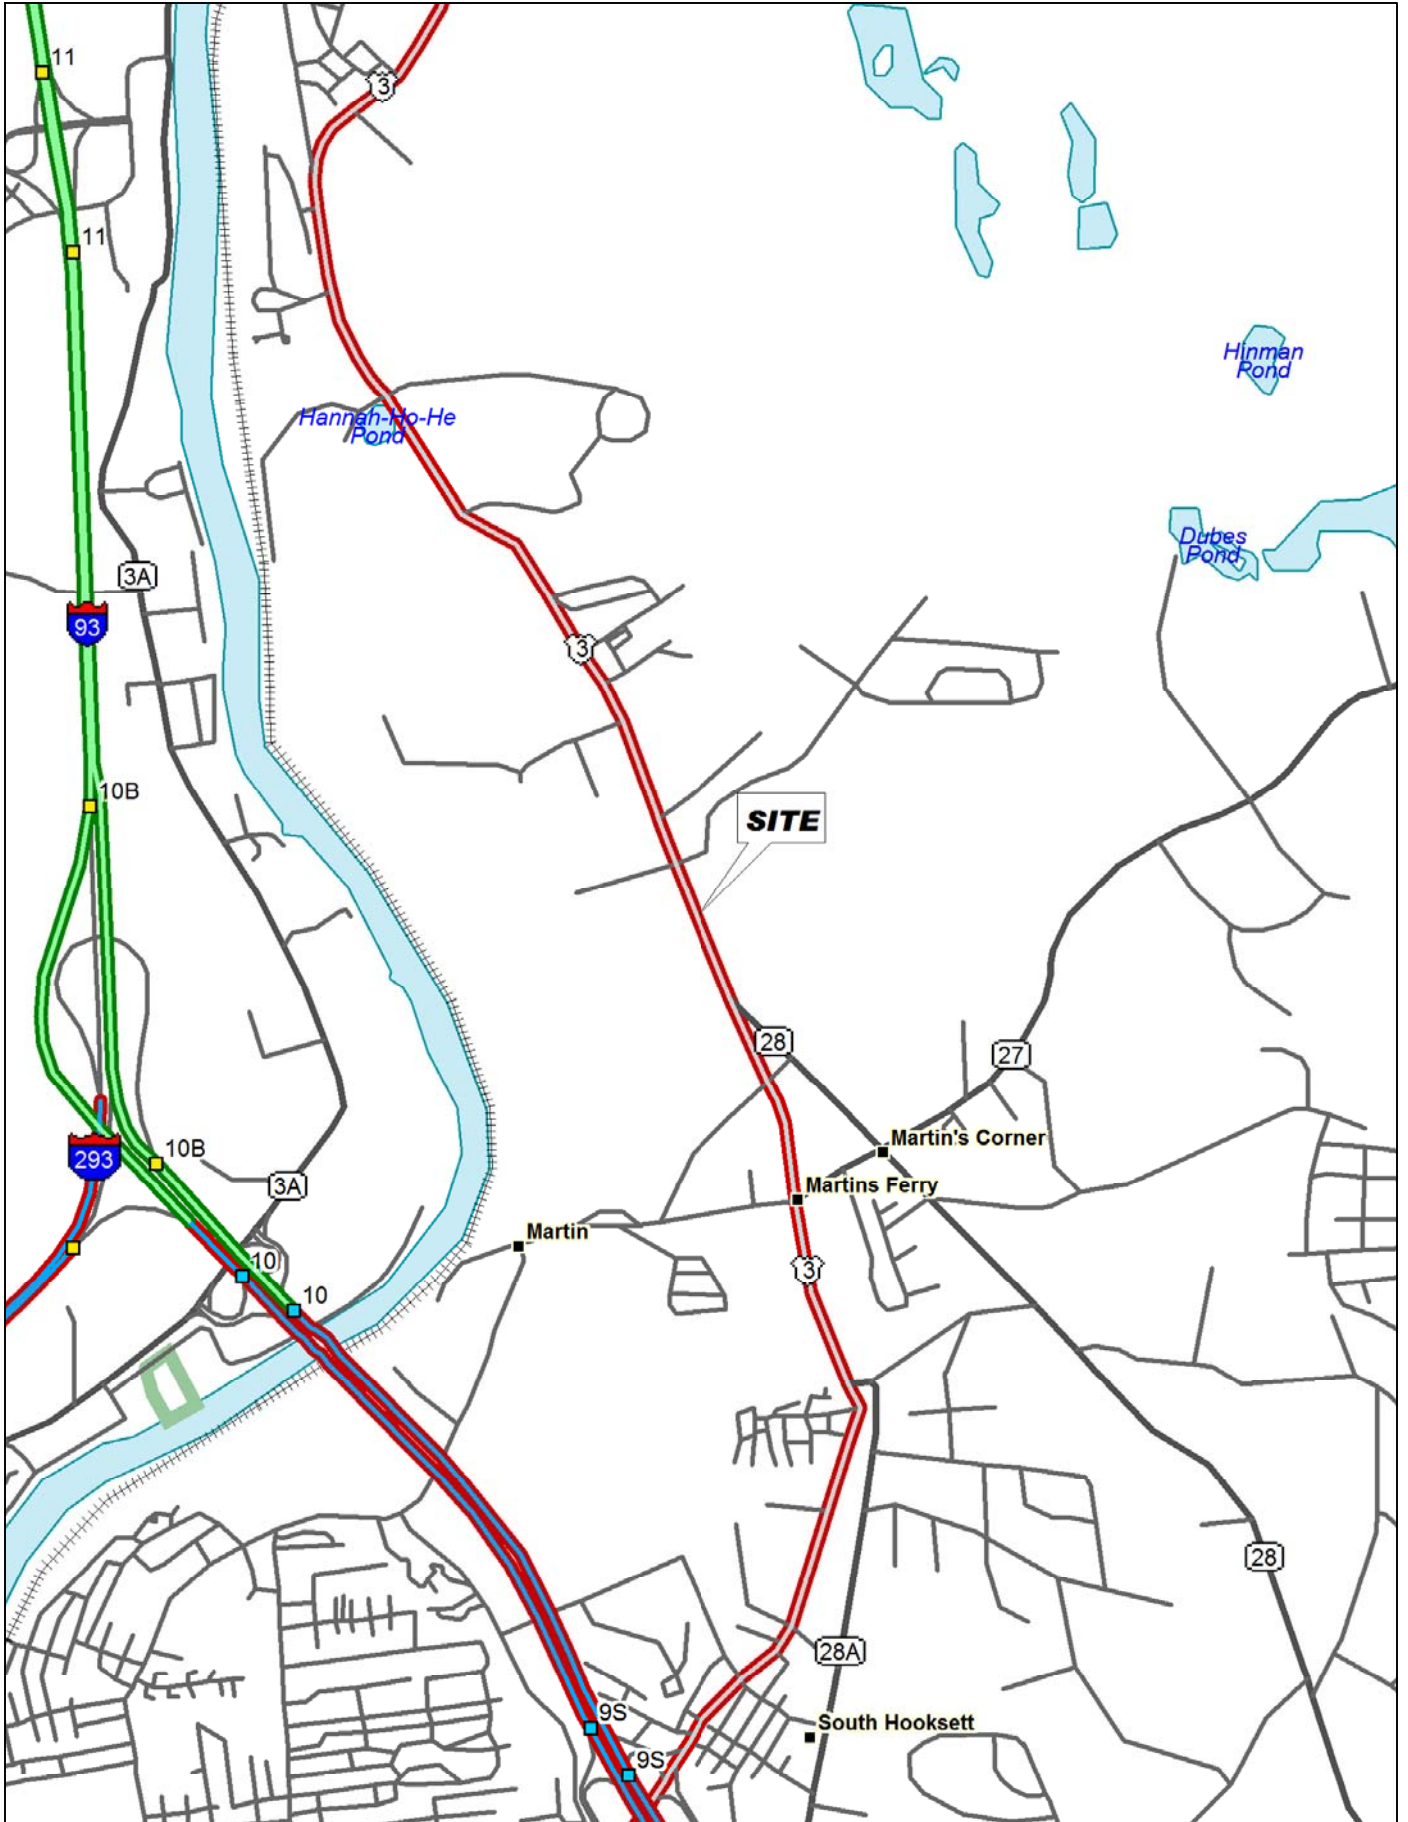 11
3
11
Hinman
Pond
Hannah-Ho-He
Pond
Dubes
Pond
3A
93
3
10B
SITE
28
27
Martin's Corner
10B
293
3A
Martins Ferry
Martin
10
3
10
28
28A
9S
South Hooksett
9S